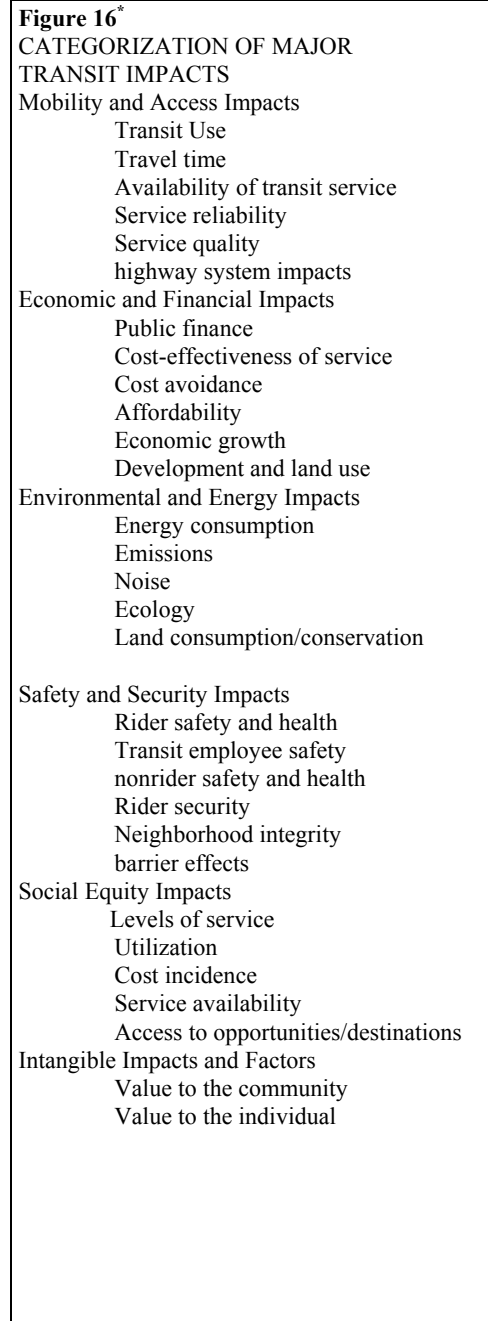 Figure 16*
CATEGORIZATION OF MAJOR
TRANSIT IMPACTS
Mobility and Access Impacts
Transit Use
Travel time
Availability of transit service
Service reliability
Service quality
highway system impacts
Economic and Financial Impacts
Public finance
Cost-effectiveness of service
Cost avoidance
Affordability
Economic growth
Development and land use
Environmental and Energy Impacts
Energy consumption
Emissions
Noise
Ecology
Land consumption/conservation
Safety and Security Impacts
Rider safety and health
Transit employee safety
nonrider safety and health
Rider security
Neighborhood integrity
barrier effects
Social Equity Impacts
Levels of service
Utilization
Cost incidence
Service availability
Access to opportunities/destinations
Intangible Impacts and Factors
Value to the community
Value to the individual